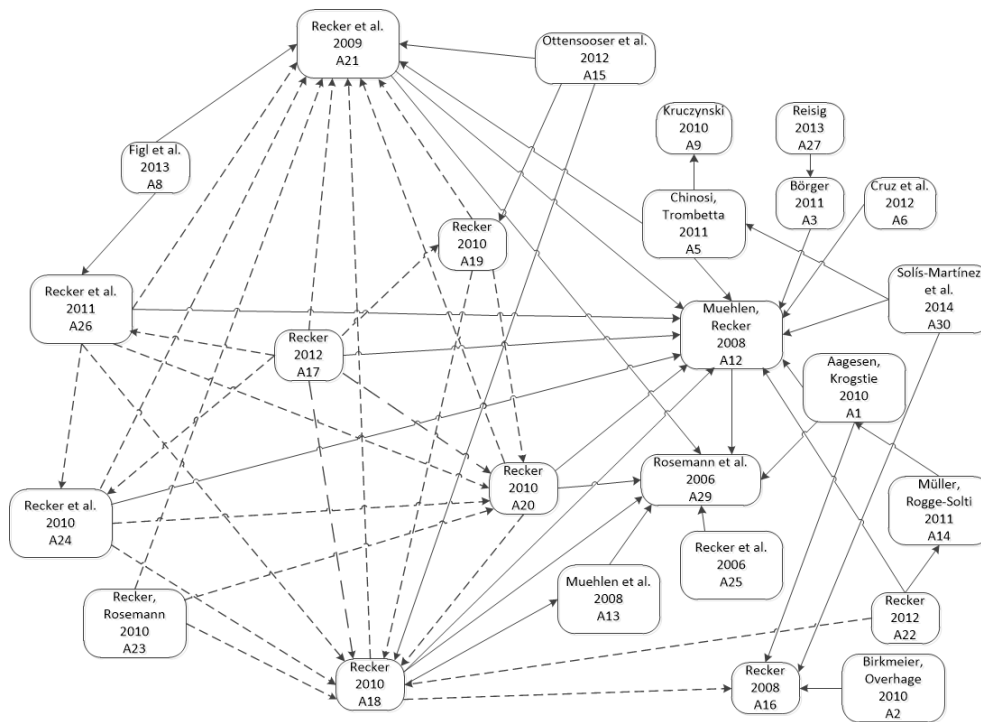 Recker et al.
2009
A21
Ottensooser et al.
2012
A15
Kruczynski
2010
A9
Reisig
2013
A27
Figl et al.
2013
A8
Börger
2011
A3
Cruz et al.
2012
A6
Chinosi,
Trombetta
2011
A5
Recker
2010
A19
Recker et al.
2011
A26
Solís-Martínez
et al.
2014
A30
Muehlen,
Recker
2008
A12
Recker
2012
A17
Aagesen,
Krogstie
2010
A1
Recker
2010
A20
Rosemann et al.
2006
A29
Müller,
Rogge-Solti
2011
A14
Recker et al.
2010
A24
Recker et al.
2006
A25
Muehlen et al.
2008
A13
Recker,
Rosemann
2010
A23
Recker
2012
A22
Recker
2010
A18
Recker
2008
A16
Birkmeier,
Overhage
2010
A2